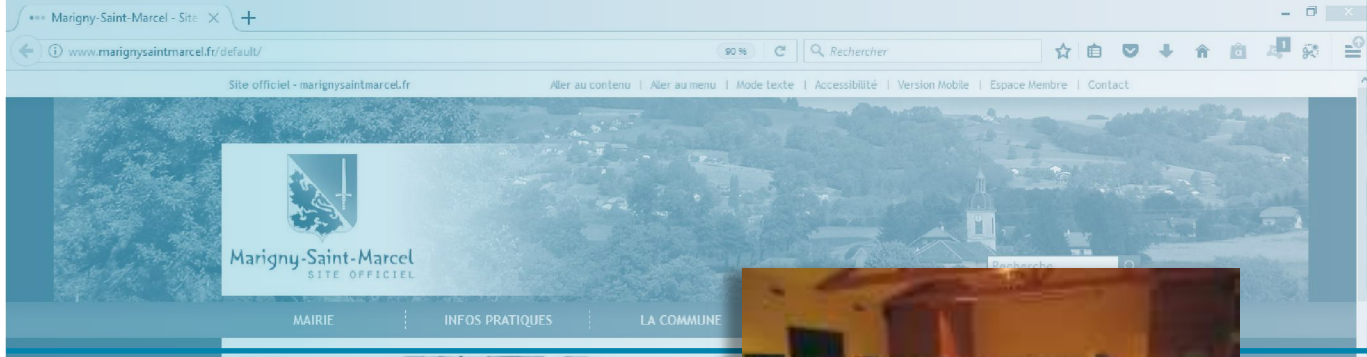 Marigny-Saint-Marcel - Site
www.marignysaintmarcel.fr/default/
90 %
Rechercher
1
Site officiel - marignysaintmarcel.fr
Aller au contenu | Aller au menu | Mode texte | Accessibilité | Version Mobile | Espace Membre | Contact
Marigny-Saint-Marcel
SITE OFFICIEL
Recherche
MAIRIE
INFOS PRATIQUES
LA COMMUNE